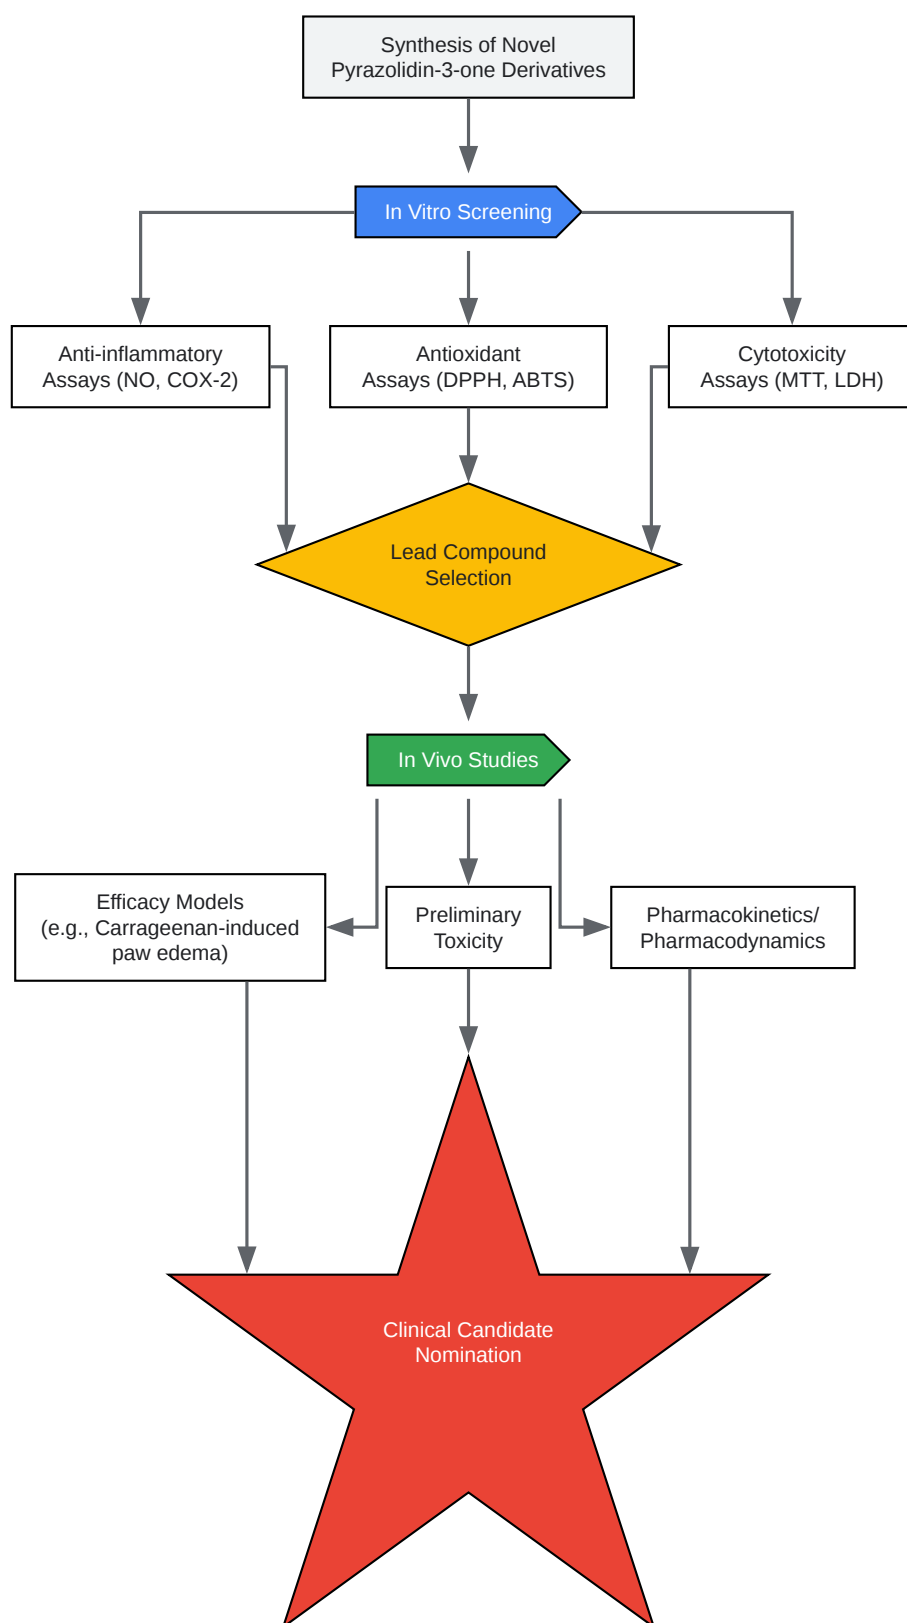 Synthesis of Novel
Pyrazolidin-3-one Derivatives
In Vitro Screening
Anti-inflammatory
Assays (NO, COX-2)
Antioxidant
Assays (DPPH, ABTS)
Cytotoxicity
Assays (MTT, LDH)
Lead Compound
Selection
In Vivo Studies
Efficacy Models
(e.g., Carrageenan-induced
paw edema)
Preliminary
Toxicity
Pharmacokinetics/
Pharmacodynamics
Clinical Candidate
Nomination